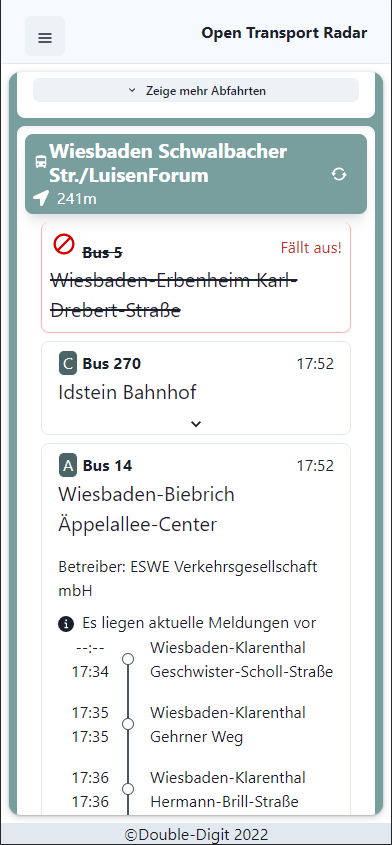 Open Transport Radar
Zeige mehr Abfahrten
Wiesbaden Schwalbacher
Str./LuisenForum
241m
Bus 5
Fällt aus!
Wiesbaden-Erbenheim Karl-
Drebert-Straße
C Bus 270 17:52
Idstein Bahnhof
A Bus 14 17:52
Wiesbaden-Biebrich
Äppelallee-Center
Betreiber: ESWE Verkehrsgesellschaft
mbH
Es liegen aktuelle Meldungen vor
--:-- Wiesbaden-Klarenthal
17:34 Geschwister-Scholl-Straße
17:35 Wiesbaden-Klarenthal
17:35 Gehrner Weg
17:36 Wiesbaden-Klarenthal
17:36 Hermann-Brill-Straße
©Double-Digit 2022